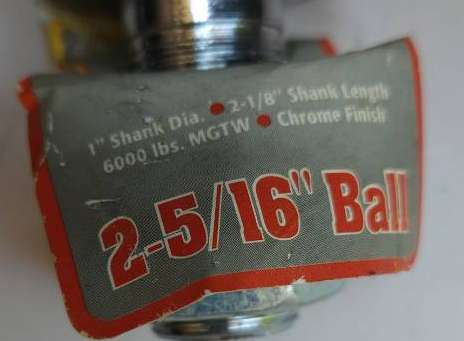 1" Shank Dia. • 2-1/8" Shank Length
6000 lbs. MGTW • Chrome Finish
2-5/16" Ball